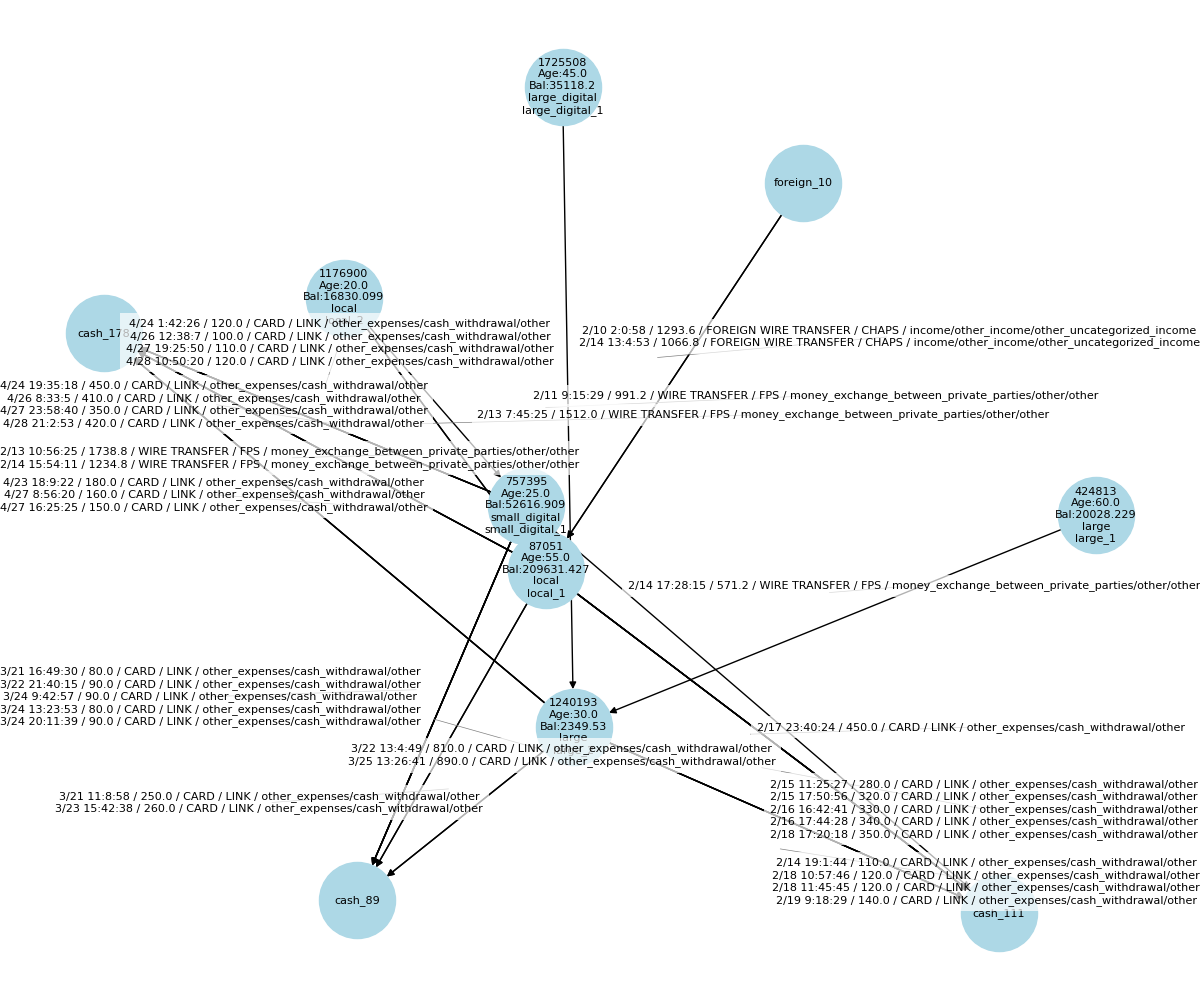 1725508
Age:45.0
Bal:35118.2
large_digital
large_digital_1
foreign_10
1176900
Age:20.0
Bal:16830.099
local
cash_178
4/24 1:42:26 / 120.0 / CARD / LINK / other_expenses/cash_withdrawal/other
4/26 12:38:7 / 100.0 / CARD / LINK / other_expenses/cash_withdrawal/other
4/27 19:25:50 / 110.0 / CARD / LINK / other_expenses/cash_withdrawal/other
4/28 10:50:20 / 120.0 / CARD / LINK / other_expenses/cash_withdrawal/other
2/10 2:0:58 / 1293.6 / FOREIGN WIRE TRANSFER / CHAPS / income/other_income/other_uncategorized_income
2/14 13:4:53 / 1066.8 / FOREIGN WIRE TRANSFER / CHAPS / income/other_income/other_uncategorized_income
4/24 19:35:18 / 450.0 / CARD / LINK / other_expenses/cash_withdrawal/other
4/26 8:33:5 / 410.0 / CARD / LINK / other_expenses/cash_withdrawal/other
4/27 23:58:40 / 350.0 / CARD / LINK / other_expenses/cash_withdrawal/other
4/28 21:2:53 / 420.0 / CARD / LINK / other_expenses/cash_withdrawal/other
2/11 9:15:29 / 991.2 / WIRE TRANSFER / FPS / money_exchange_between_private_parties/other/other
2/13 7:45:25 / 1512.0 / WIRE TRANSFER / FPS / money_exchange_between_private_parties/other/other
2/13 10:56:25 / 1738.8 / WIRE TRANSFER / FPS / money_exchange_between_private_parties/other/other
2/14 15:54:11 / 1234.8 / WIRE TRANSFER / FPS / money_exchange_between_private_parties/other/other
4/23 18:9:22 / 180.0 / CARD / LINK / other_expenses/cash_withdrawal/other
4/27 8:56:20 / 160.0 / CARD / LINK / other_expenses/cash_withdrawal/other
4/27 16:25:25 / 150.0 / CARD / LINK / other_expenses/cash_withdrawal/other
757395
Age:25.0
Bal:52616.909
small_digital
small_digital_1
424813
Age:60.0
Bal:20028.229
large
large_1
87051
Age:55.0
Bal:209631.427
local
local_1
2/14 17:28:15 / 571.2 / WIRE TRANSFER / FPS / money_exchange_between_private_parties/other/other
3/21 16:49:30 / 80.0 / CARD / LINK / other_expenses/cash_withdrawal/other
3/22 21:40:15 / 90.0 / CARD / LINK / other_expenses/cash_withdrawal/other
3/24 9:42:57 / 90.0 / CARD / LINK / other_expenses/cash_withdrawal/other
3/24 13:23:53 / 80.0 / CARD / LINK / other_expenses/cash_withdrawal/other
3/24 20:11:39 / 90.0 / CARD / LINK / other_expenses/cash_withdrawal/other
1240193
Age:30.0
Bal:2349.53
large
2/17 23:40:24 / 450.0 / CARD / LINK / other_expenses/cash_withdrawal/other
3/22 13:4:49 / 810.0 / CARD / LINK / other_expenses/cash_withdrawal/other
3/25 13:26:41 / 890.0 / CARD / LINK / other_expenses/cash_withdrawal/other
3/21 11:8:58 / 250.0 / CARD / LINK / other_expenses/cash_withdrawal/other
3/23 15:42:38 / 260.0 / CARD / LINK / other_expenses/cash_withdrawal/other
2/15 11:25:27 / 280.0 / CARD / LINK / other_expenses/cash_withdrawal/other
2/15 17:50:56 / 320.0 / CARD / LINK / other_expenses/cash_withdrawal/other
2/16 16:42:41 / 330.0 / CARD / LINK / other_expenses/cash_withdrawal/other
2/16 17:44:28 / 340.0 / CARD / LINK / other_expenses/cash_withdrawal/other
2/18 17:20:18 / 350.0 / CARD / LINK / other_expenses/cash_withdrawal/other
2/14 19:1:44 / 110.0 / CARD / LINK / other_expenses/cash_withdrawal/other
2/18 10:57:46 / 120.0 / CARD / LINK / other_expenses/cash_withdrawal/other
2/18 11:45:45 / 120.0 / CARD / LINK / other_expenses/cash_withdrawal/other
2/19 9:18:29 / 140.0 / CARD / LINK / other_expenses/cash_withdrawal/other
cash_89
cash_111